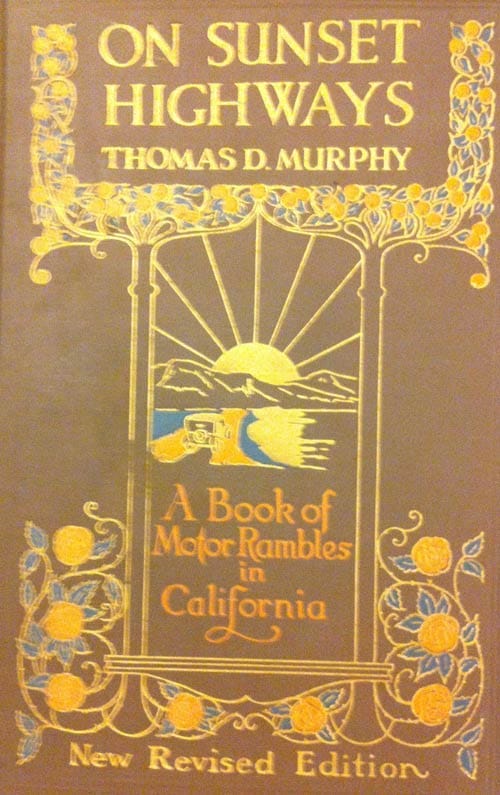 ON SUNSET
HIGHWAYS
THOMAS D. MURPHY
A Book of
Motor Rambles
in
California
New Revised Edition